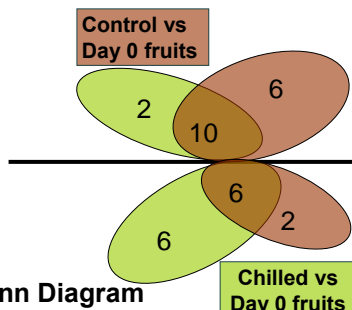 Control vs
Day 0 fruits
2
6
10
6
6
2
nn Diagram
Chilled vs
Day 0 fruits